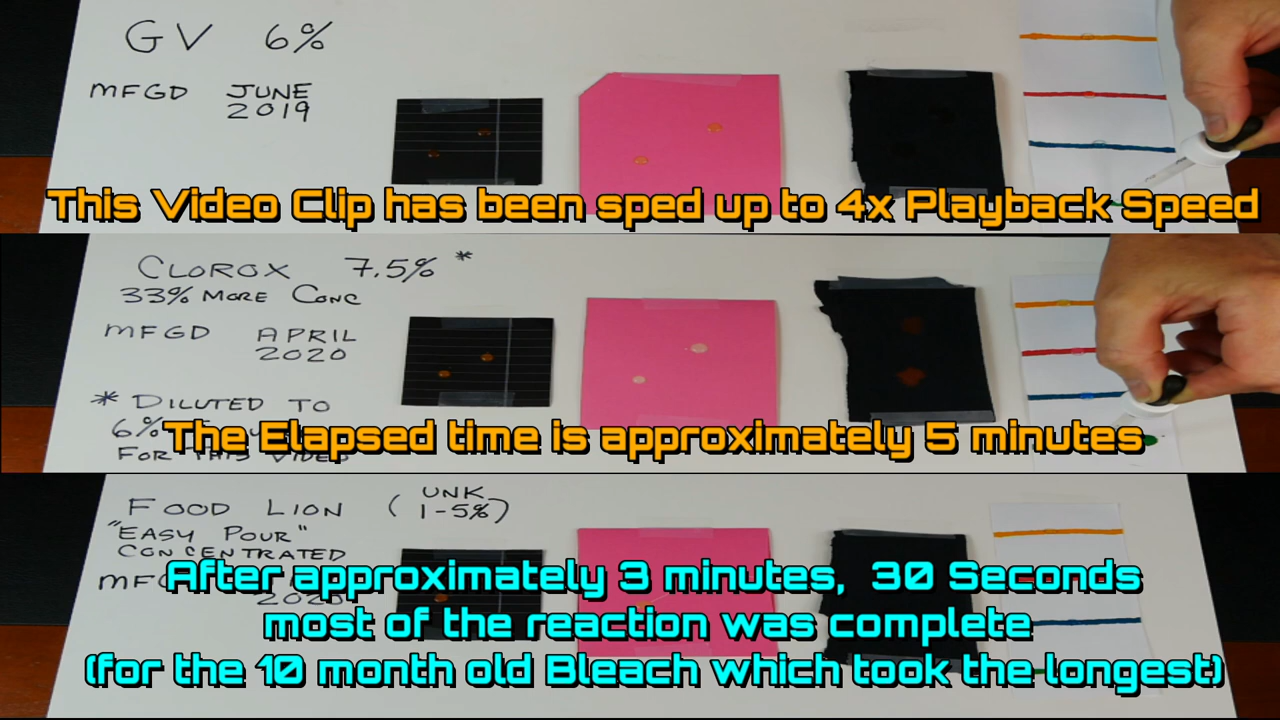 GV 6%
MFGD JUNE
2019
This Video Clip has been sped up to 4x Playback Speed
CLOROX 7.5% *
33% MORE CONC
MFGD APRIL
2020
* DILUTED TO
6%
The Elapsed time is approximately 5 minutes
FOR THIS VIDEO
FOOD LION (UNK 1-5%)
"EASY POUR"
CONCENTRATED
After approximately 3 minutes, 30 Seconds
2020
most of the reaction was complete
(for the 10 month old Bleach which took the longest)